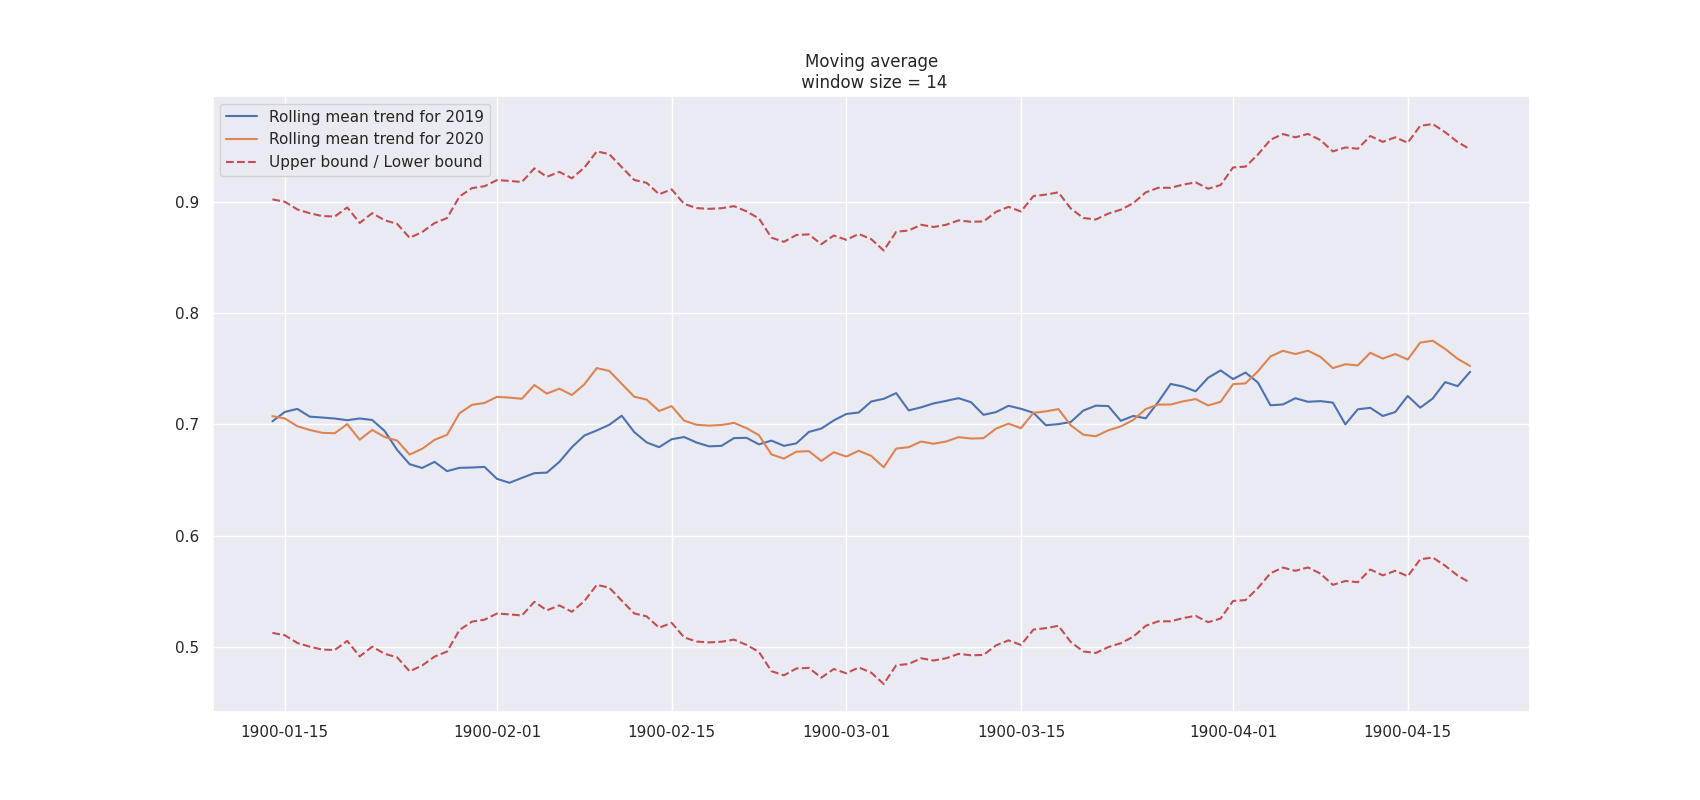 Moving average
window size = 14
Rolling mean trend for 2019
Rolling mean trend for 2020
Upper bound / Lower bound
0.9
0.8
0.7
0.6
0.5
1900-01-15 1900-02-01 1900-02-15 1900-03-01 1900-03-15 1900-04-01 1900-04-15